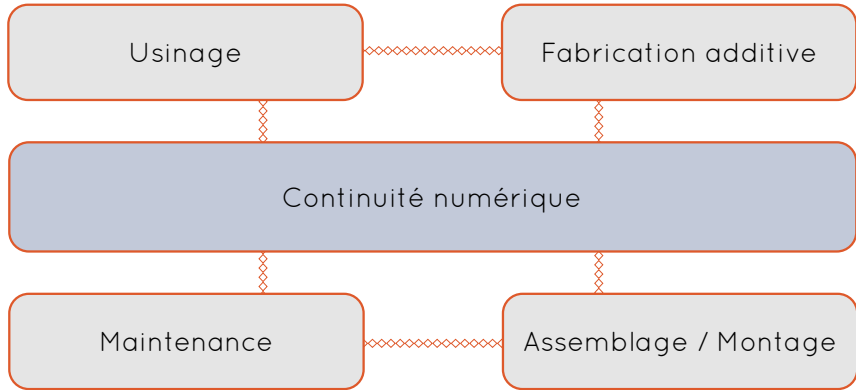 Usinage
Fabrication additive
Continuité numérique
Maintenance
Assemblage / Montage